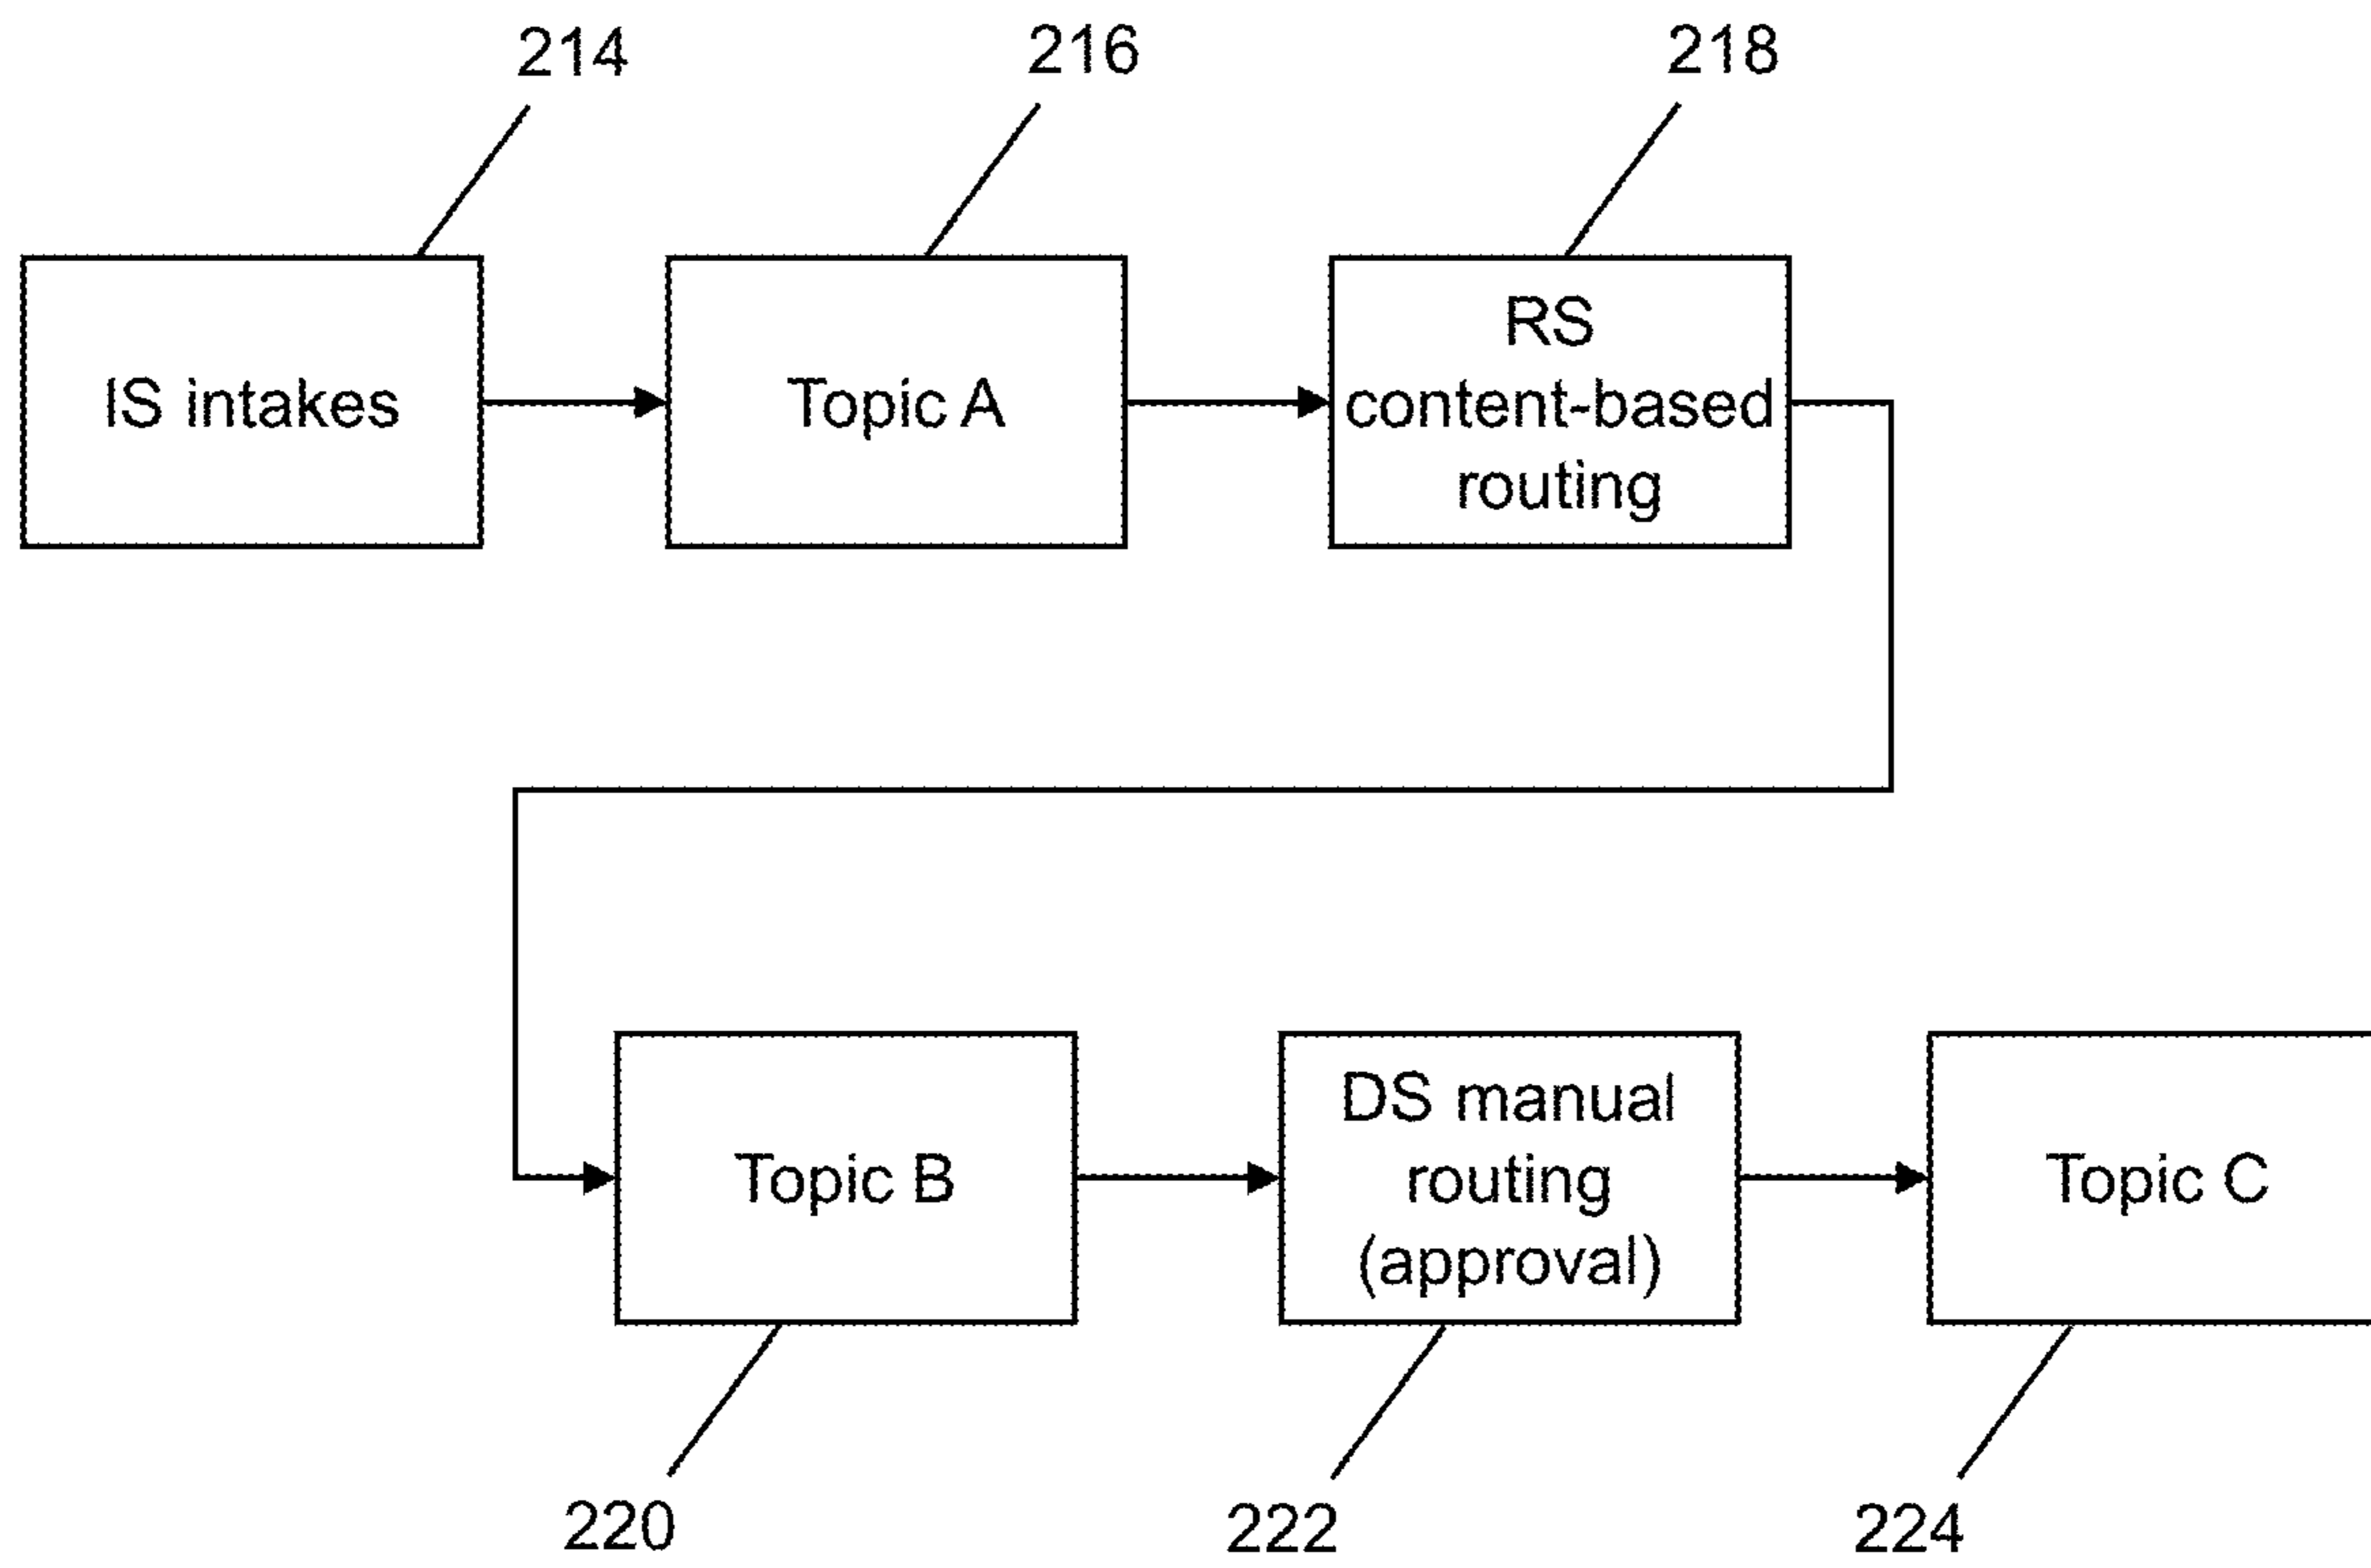 214
216
218
IS intakes
Topic A
RS
content-based
routing
Topic B
DS manual
routing
(approval)
Topic C
220
222
224